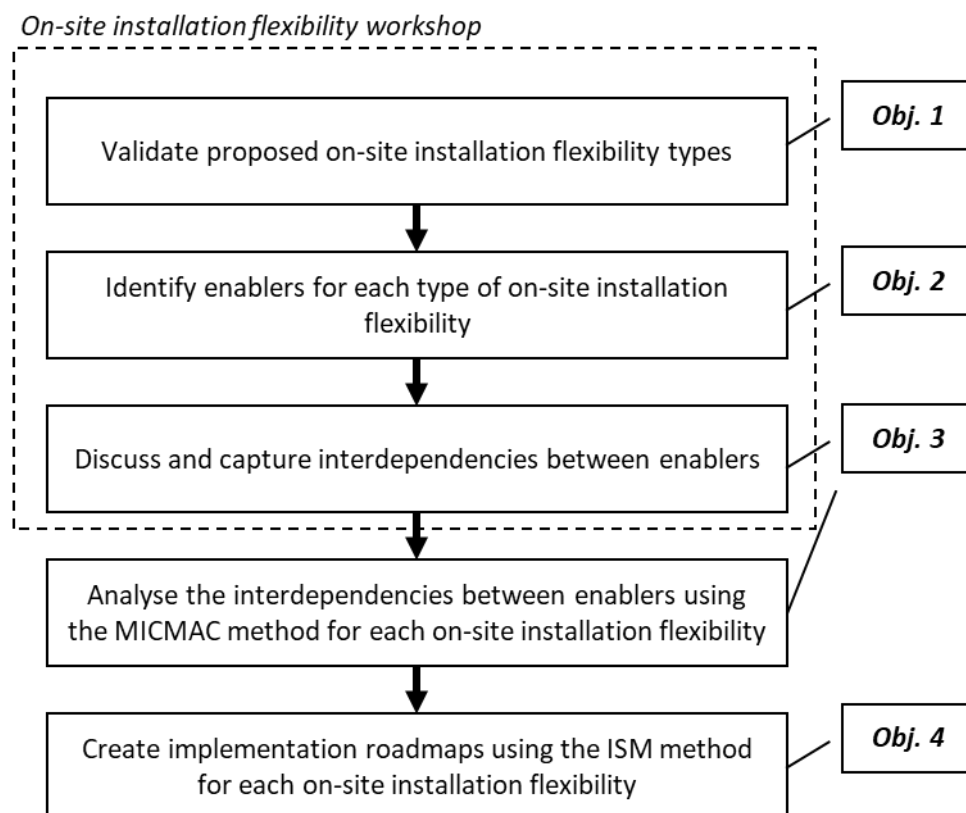 On-site installation flexibility workshop
Validate proposed on-site installation flexibility types
Obj. 1
Identify enablers for each type of on-site installation
flexibility
Obj. 2
Discuss and capture interdependencies between enablers
Obj. 3
Analyse the interdependencies between enablers using
the MICMAC method for each on-site installation flexibility
Create implementation roadmaps using the ISM method
for each on-site installation flexibility
Obj. 4